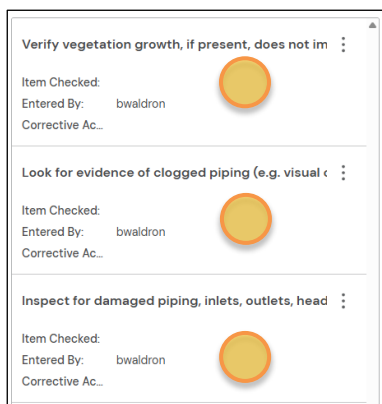 Verify vegetation growth, if present, does not im
Item Checked:
Entered By: bwaldron
Corrective Ac...
Look for evidence of clogged piping (e.g. visual c
Item Checked:
Entered By: bwaldron
Corrective Ac...
Inspect for damaged piping, inlets, outlets, head
Item Checked:
Entered By: bwaldron
Corrective Ac...